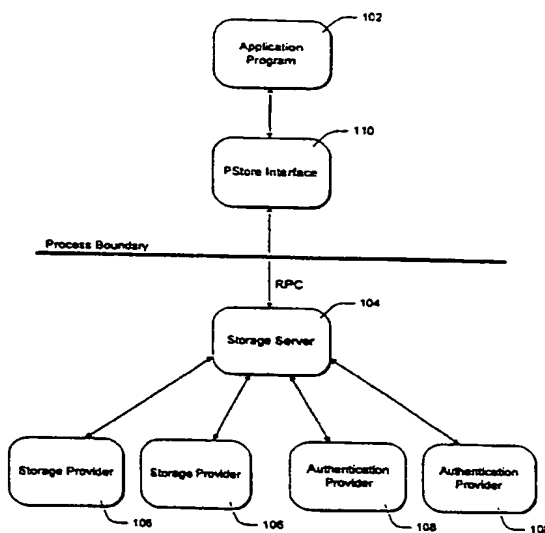 102
Application
Program
110
PStore Interface
Process Boundary
RPC
104
Storage Server
Storage Provider
Storage Provider
Authentication
Provider
Authentication
Provider
106
106
108